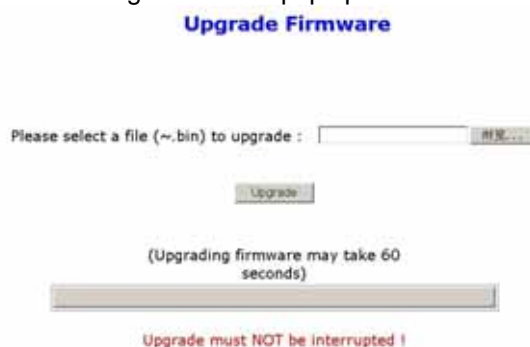 Upgrade Firmware
Please select a file (~.bin) to upgrade :
Upgrade
(Upgrading firmware may take 60
seconds)
Upgrade must NOT be interrupted !